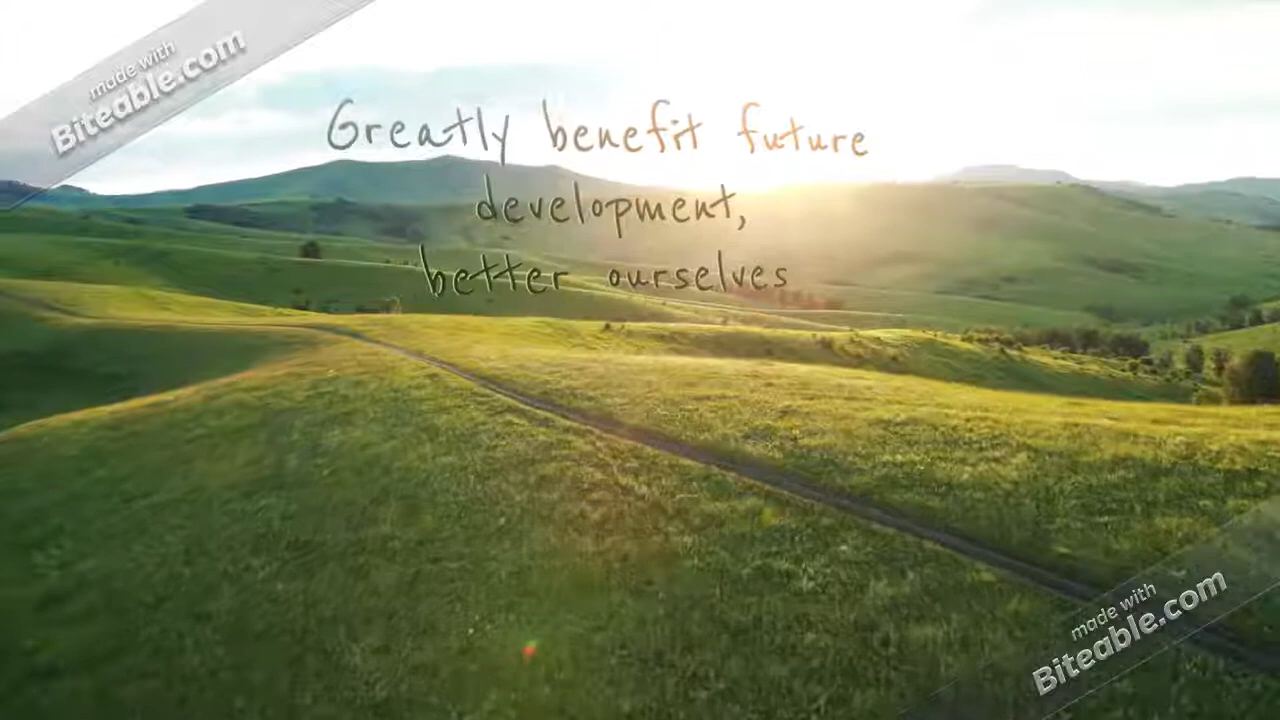 made with
Biteable.com
Greatly benefit future
development,
better ourselves
made with
Biteable.com